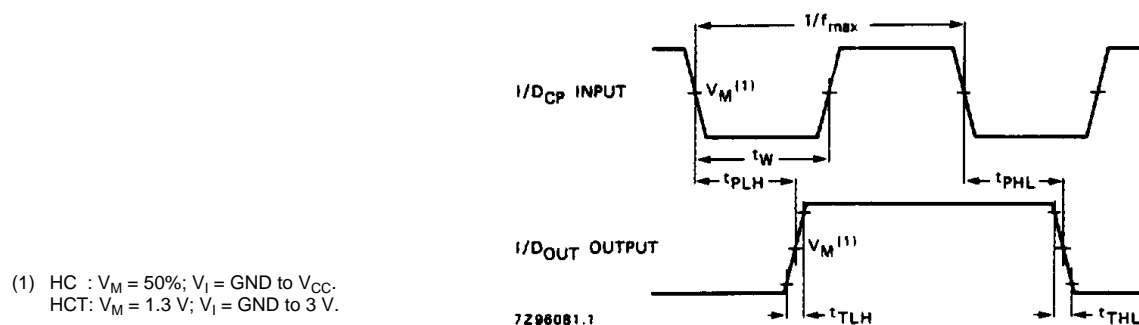 1/f_max
I/D_CP INPUT
V_M^(1)
t_W
t_PLH
t_PHL
I/D_OUT OUTPUT
V_M^(1)
(1) HC : V_M = 50%; V_I = GND to V_CC.
HCT: V_M = 1.3 V; V_I = GND to 3 V.
7Z96081.1
t_TLH
t_THL